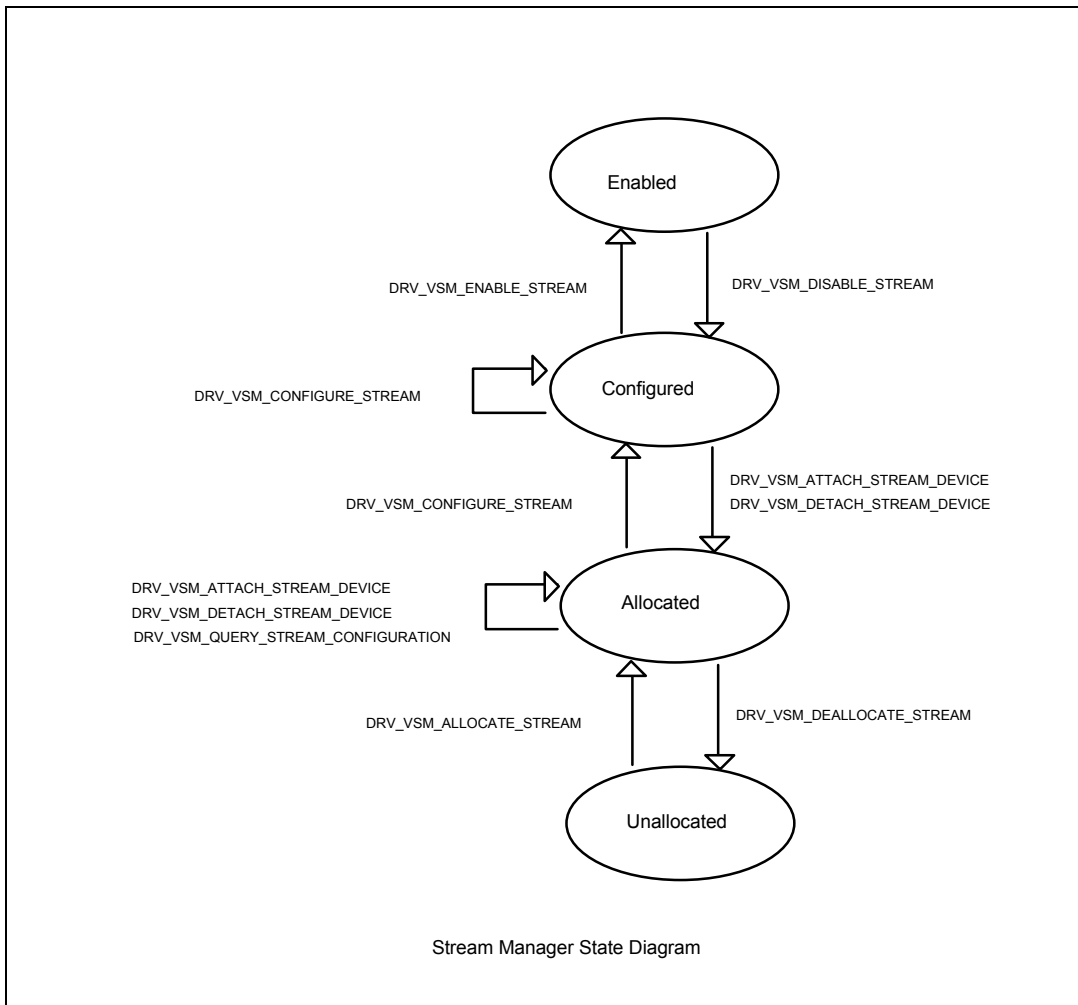 Enabled
DRV_VSM_ENABLE_STREAM
DRV_VSM_DISABLE_STREAM
Configured
DRV_VSM_CONFIGURE_STREAM
DRV_VSM_CONFIGURE_STREAM
DRV_VSM_ATTACH_STREAM_DEVICE
DRV_VSM_DETACH_STREAM_DEVICE
Allocated
DRV_VSM_ATTACH_STREAM_DEVICE
DRV_VSM_DETACH_STREAM_DEVICE
DRV_VSM_QUERY_STREAM_CONFIGURATION
DRV_VSM_ALLOCATE_STREAM
DRV_VSM_DEALLOCATE_STREAM
Unallocated
Stream Manager State Diagram